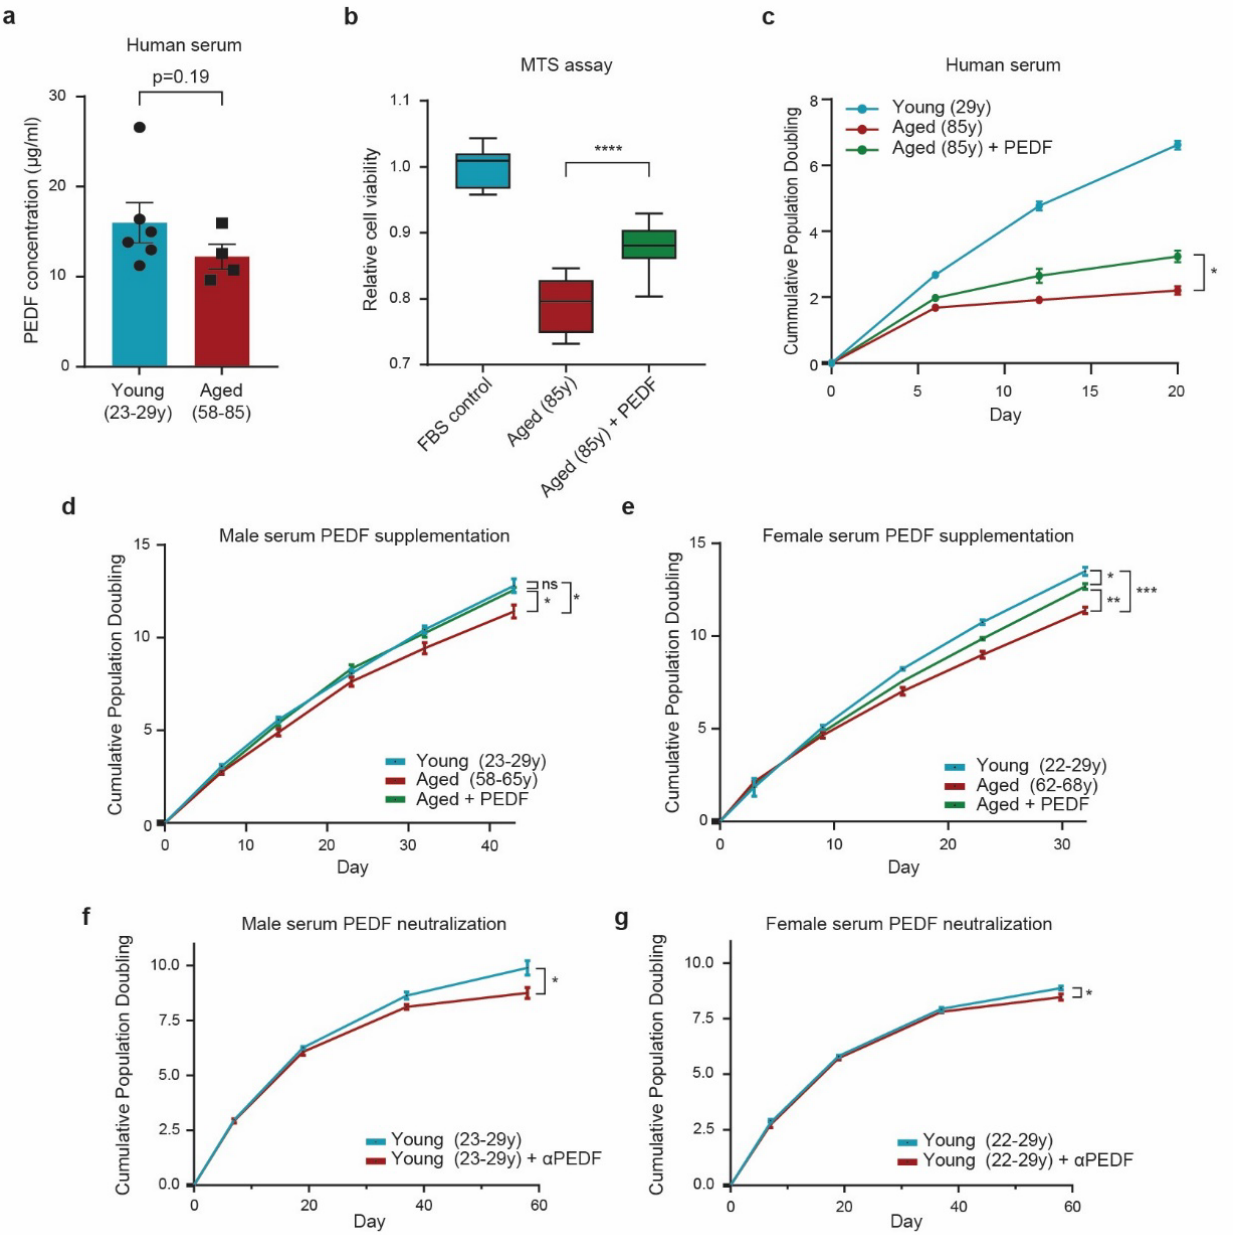 a
Human serum
p=0.19
PEDF concentration (µg/ml)
30
20
10
0
Young
(23-29y)
Aged
(58-85)
b
MTS assay
Relative cell viability
1.1
1.0
0.9
0.8
0.7
****
FBS control
Aged (85y)
Aged (85y) + PEDF
c
Human serum
Cummulative Population Doubling
8
6
4
2
0
Young (29y)
Aged (85y)
Aged (85y) + PEDF
*
0
5
10
15
20
Day
d
Male serum PEDF supplementation
Cumulative Population Doubling
15
10
5
0
ns
*
*
Young (23-29y)
Aged (58-65y)
Aged + PEDF
0
10
20
30
40
Day
e
Female serum PEDF supplementation
Cumulative Population Doubling
15
10
5
0
*
**
***
Young (22-29y)
Aged (62-68y)
Aged + PEDF
0
10
20
30
Day
f
Male serum PEDF neutralization
Cumulative Population Doubling
10.0
7.5
5.0
2.5
0.0
*
Young (23-29y)
Young (23-29y) + αPEDF
0
20
40
60
Day
g
Female serum PEDF neutralization
Cumulative Population Doubling
10.0
7.5
5.0
2.5
0.0
*
Young (22-29y)
Young (22-29y) + αPEDF
0
20
40
60
Day